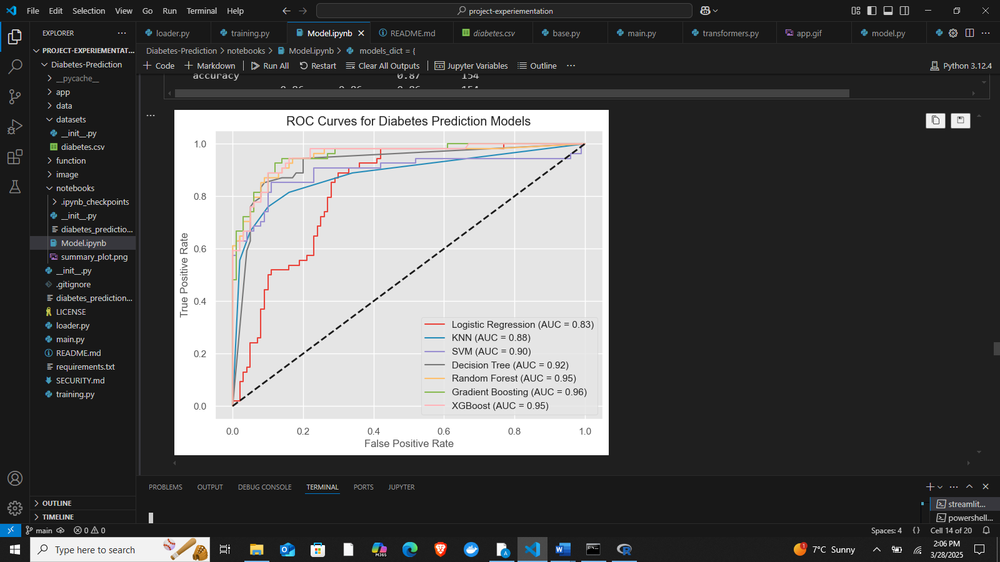 File Edit Selection View Go Run Terminal Help
project-experiementation
EXPLORER
loader.py
training.py
Model.ipynb
README.md
diabetes.csv
base.py
main.py
transformers.py
app.gif
model.py
PROJECT-EXPERIEMENTAT...
Diabetes-Prediction > notebooks > Model.ipynb > models_dict = {
Code Markdown Run All Restart Clear All Outputs Jupyter Variables Outline ... Python 3.12.4
Diabetes-Prediction
__pycache__
app
data
datasets
__init__.py
diabetes.csv
function
image
notebooks
.ipynb_checkpoints
__init__.py
diabetes_predictio...
Model.ipynb
summary_plot.png
__init__.py
.gitignore
diabetes_prediction...
LICENSE
loader.py
main.py
README.md
requirements.txt
SECURITY.md
training.py
OUTLINE
TIMELINE
accuracy 0.87 154
0.86 0.86 0.86 154
ROC Curves for Diabetes Prediction Models
True Positive Rate
1.0
0.8
0.6
0.4
0.2
0.0
Logistic Regression (AUC = 0.83)
KNN (AUC = 0.88)
SVM (AUC = 0.90)
Decision Tree (AUC = 0.92)
Random Forest (AUC = 0.95)
Gradient Boosting (AUC = 0.96)
XGBoost (AUC = 0.95)
0.0 0.2 0.4 0.6 0.8 1.0
False Positive Rate
PROBLEMS OUTPUT DEBUG CONSOLE TERMINAL PORTS JUPYTER
streamlit...
powershell...
main 0 0 Spaces: 4 {} Cell 14 of 20
Type here to search
M365
W
A
R
1
7°C Sunny
2:06 PM
3/28/2025